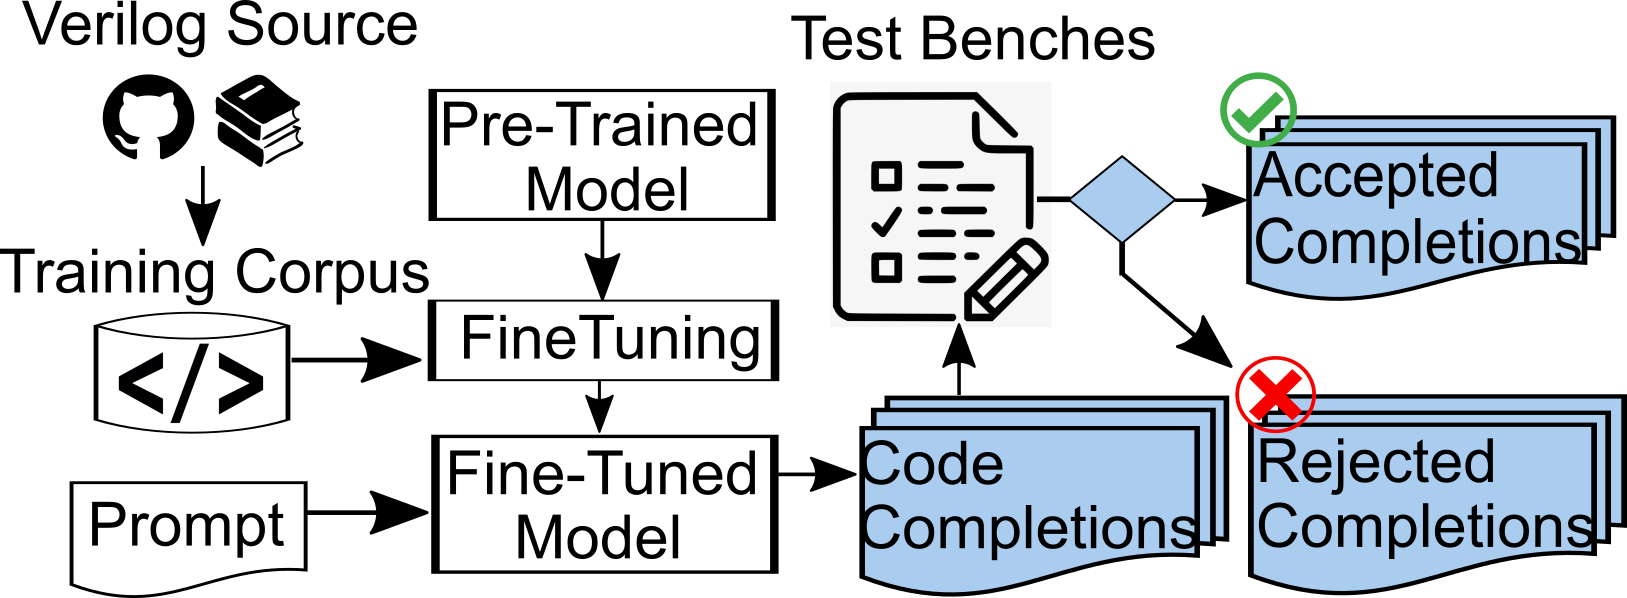 Verilog Source
Training Corpus
</>
Prompt
Pre-Trained
Model
FineTuning
Fine-Tuned
Model
Test Benches
Code
Completions
Accepted
Completions
Rejected
Completions